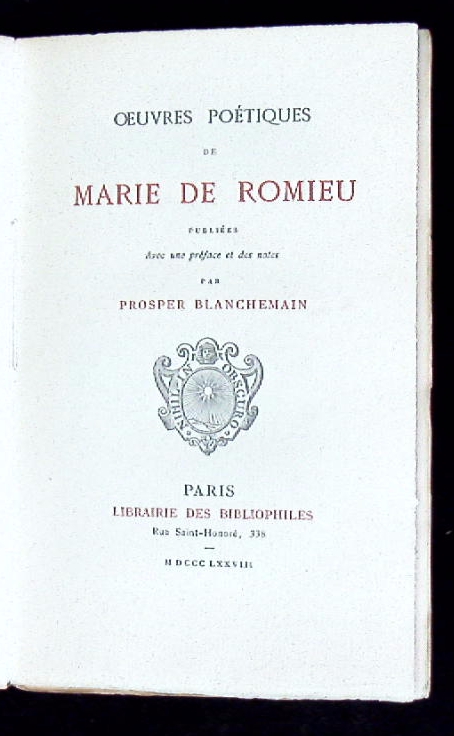 ŒUVRES POÉTIQUES
DE
MARIE DE ROMIEU
PUBLIÉES
Avec une préface et des notes
PAR
PROSPER BLANCHEMAIN
NIHIL·IN OBSCURO
PARIS
LIBRAIRIE DES BIBLIOPHILES
Rue Saint-Honoré, 338
—
M DCCC LXXVIII